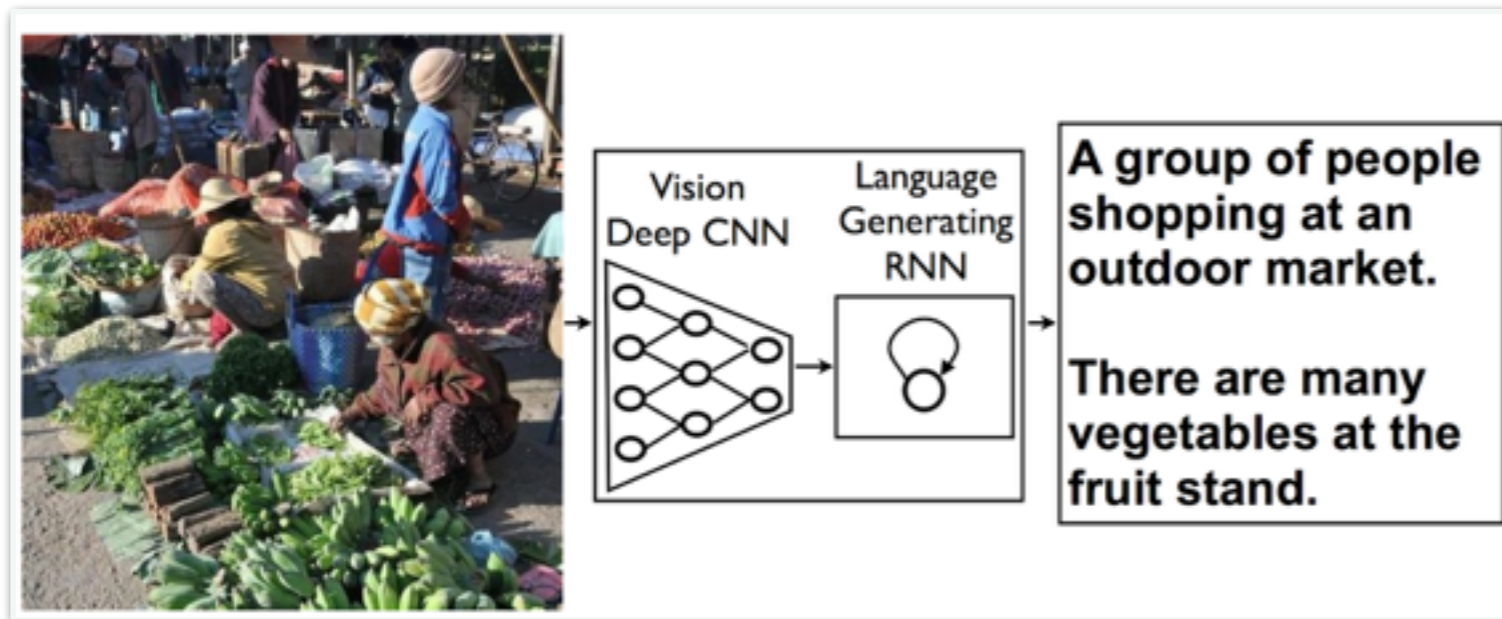 Vision
Deep CNN
Language
Generating
RNN
A group of people
shopping at an
outdoor market.
There are many
vegetables at the
fruit stand.